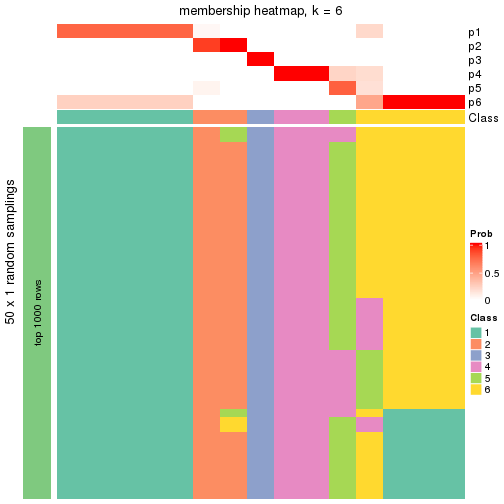 membership heatmap, k = 6
p1
p2
p3
p4
p5
p6
Class
50 x 1 random samplings
top 1000 rows
Prob
1
0.5
0
Class
1
2
3
4
5
6